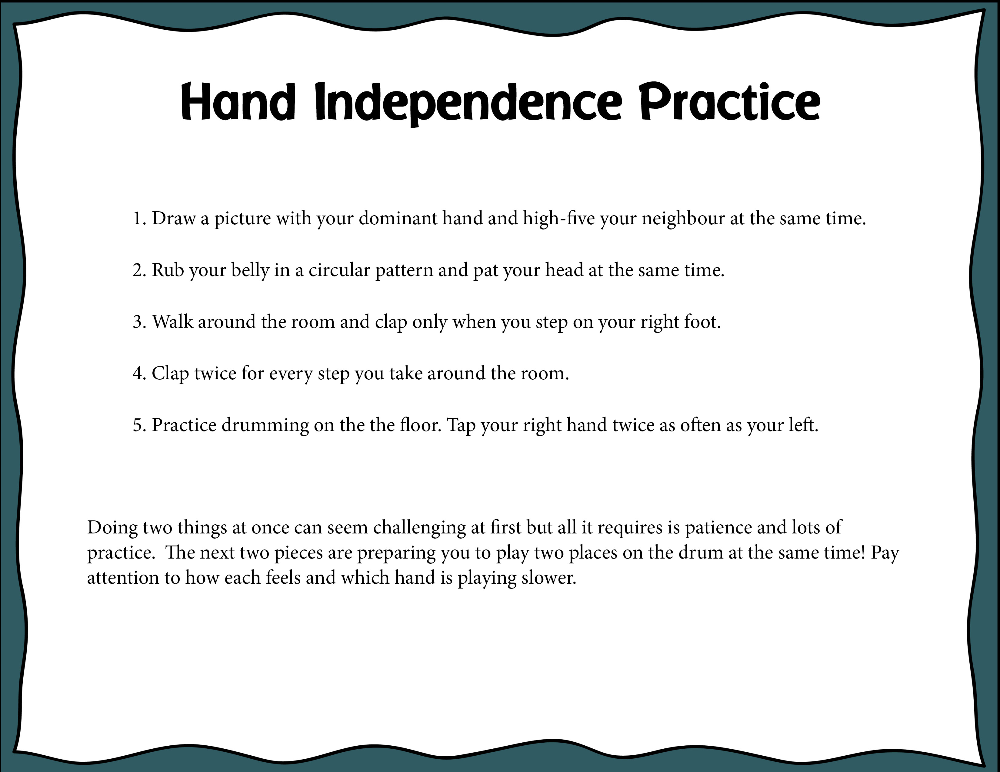 Hand Independence Practice
1. Draw a picture with your dominant hand and high-five your neighbour at the same time.
2. Rub your belly in a circular pattern and pat your head at the same time.
3. Walk around the room and clap only when you step on your right foot.
4. Clap twice for every step you take around the room.
5. Practice drumming on the the floor. Tap your right hand twice as often as your left.
Doing two things at once can seem challenging at first but all it requires is patience and lots of
practice.  The next two pieces are preparing you to play two places on the drum at the same time! Pay
attention to how each feels and which hand is playing slower.